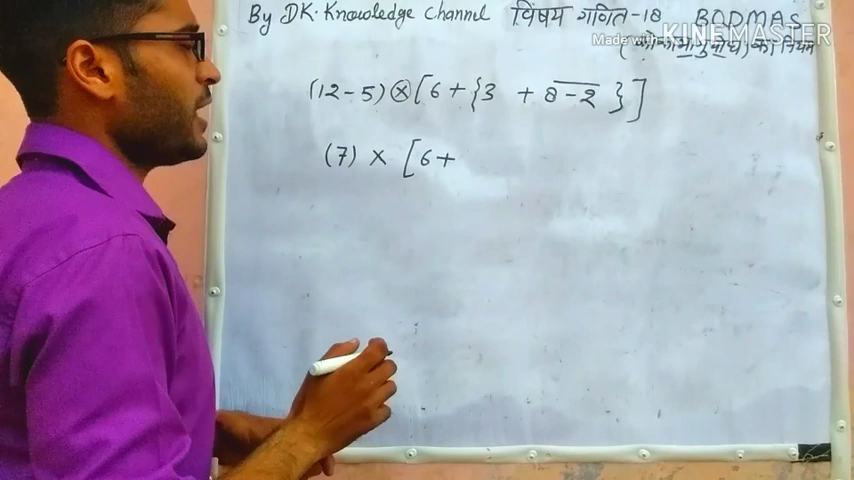 By DK. Knowledge Channel विषय गणित-18 BODMAS
Made with KINEMASTER
का नियम
(12-5) ⊗ [6+{3 + 8-2}]
(7) × [6+